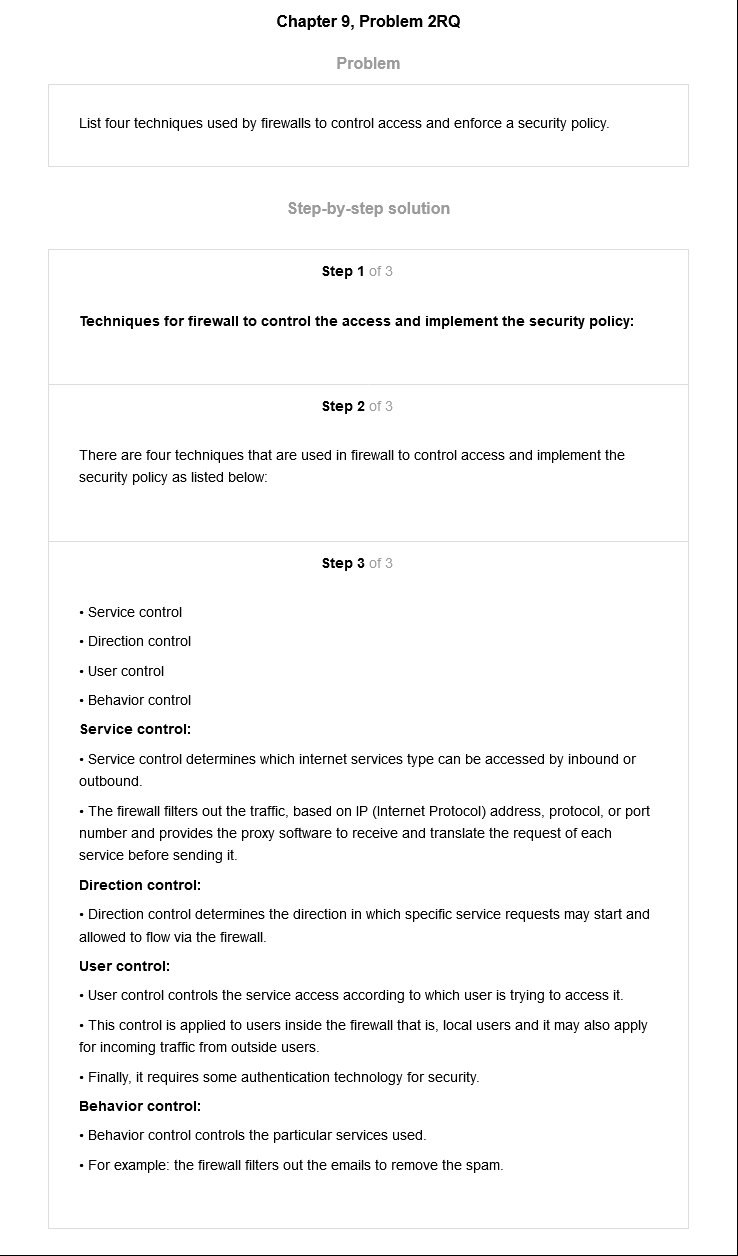 Chapter 9, Problem 2RQ
Problem
List four techniques used by firewalls to control access and enforce a security policy.
Step-by-step solution
Step 1 of 3
Techniques for firewall to control the access and implement the security policy:
Step 2 of 3
There are four techniques that are used in firewall to control access and implement the
security policy as listed below:
Step 3 of 3
• Service control
• Direction control
• User control
• Behavior control
Service control:
• Service control determines which internet services type can be accessed by inbound or
outbound.
• The firewall filters out the traffic, based on IP (Internet Protocol) address, protocol, or port
number and provides the proxy software to receive and translate the request of each
service before sending it.
Direction control:
• Direction control determines the direction in which specific service requests may start and
allowed to flow via the firewall.
User control:
• User control controls the service access according to which user is trying to access it.
• This control is applied to users inside the firewall that is, local users and it may also apply
for incoming traffic from outside users.
• Finally, it requires some authentication technology for security.
Behavior control:
• Behavior control controls the particular services used.
• For example: the firewall filters out the emails to remove the spam.